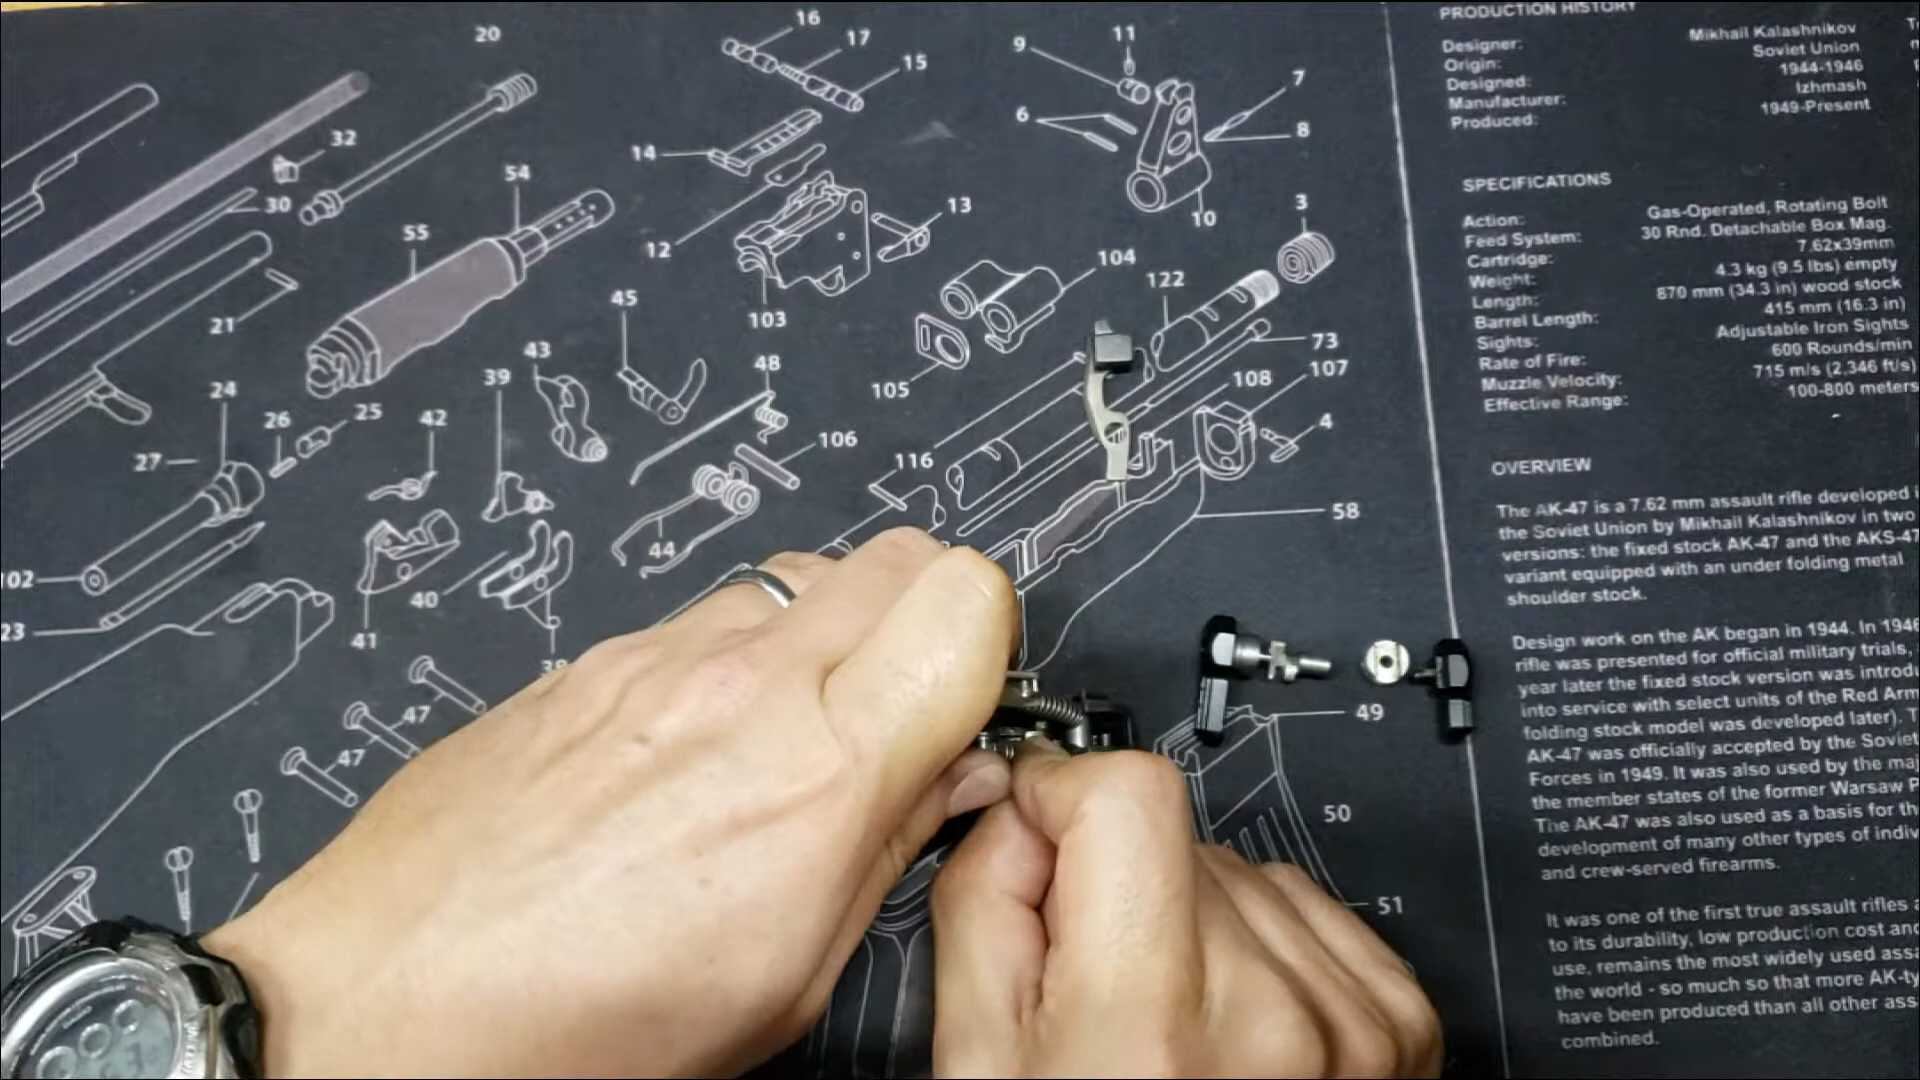 20
16
17
15
9
11
7
6
8
14
32
54
30
55
12
13
10
3
103
104
122
21
45
43
48
105
73
107
108
39
24
26
25
42
106
4
27
116
44
58
102
40
41
23
47
47
49
50
51
PRODUCTION HISTORY
Designer: Mikhail Kalashnikov
Origin: Soviet Union
Designed: 1944-1946
Manufacturer: Izhmash
Produced: 1949-Present
SPECIFICATIONS
Action: Gas-Operated, Rotating Bolt
Feed System: 30 Rnd. Detachable Box Mag.
Cartridge: 7.62x39mm
Weight: 4.3 kg (9.5 lbs) empty
Length: 870 mm (34.3 in) wood stock
Barrel Length: 415 mm (16.3 in)
Sights: Adjustable Iron Sights
Rate of Fire: 600 Rounds/min
Muzzle Velocity: 715 m/s (2,346 ft/s)
Effective Range: 100-800 meters
OVERVIEW
The AK-47 is a 7.62 mm assault rifle developed
the Soviet Union by Mikhail Kalashnikov in two
versions: the fixed stock AK-47 and the AKS-47
variant equipped with an under folding metal
shoulder stock.
Design work on the AK began in 1944. In 1946
rifle was presented for official military trials,
year later the fixed stock version was
into service with select units of the Red
folding stock model was developed later).
AK-47 was officially accepted by the Soviet
Forces in 1949. It was also used by the
the member states of the former Warsaw
The AK-47 was also used as a basis for
development of many other types of
and crew-served firearms.
It was one of the first true assault rifles
to its durability, low production cost
use, remains the most widely used
the world - so much so that more
have been produced than all other
combined.